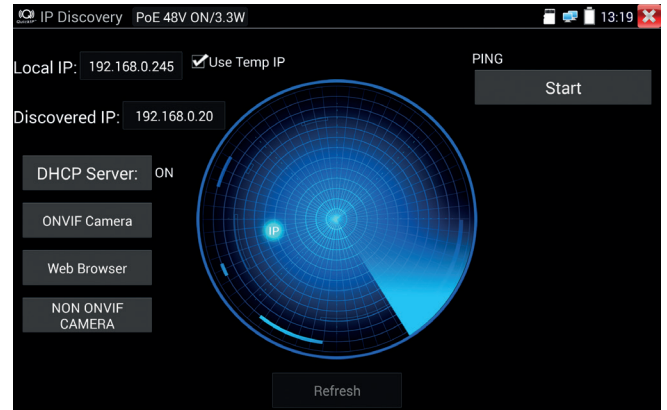 IP Discovery PoE 48V ON/3.3W 13:19
Local IP: 192.168.0.245 Use Temp IP
PING
Start
Discovered IP: 192.168.0.20
DHCP Server: ON
ONVIF Camera
IP
Web Browser
NON ONVIF
CAMERA
Refresh